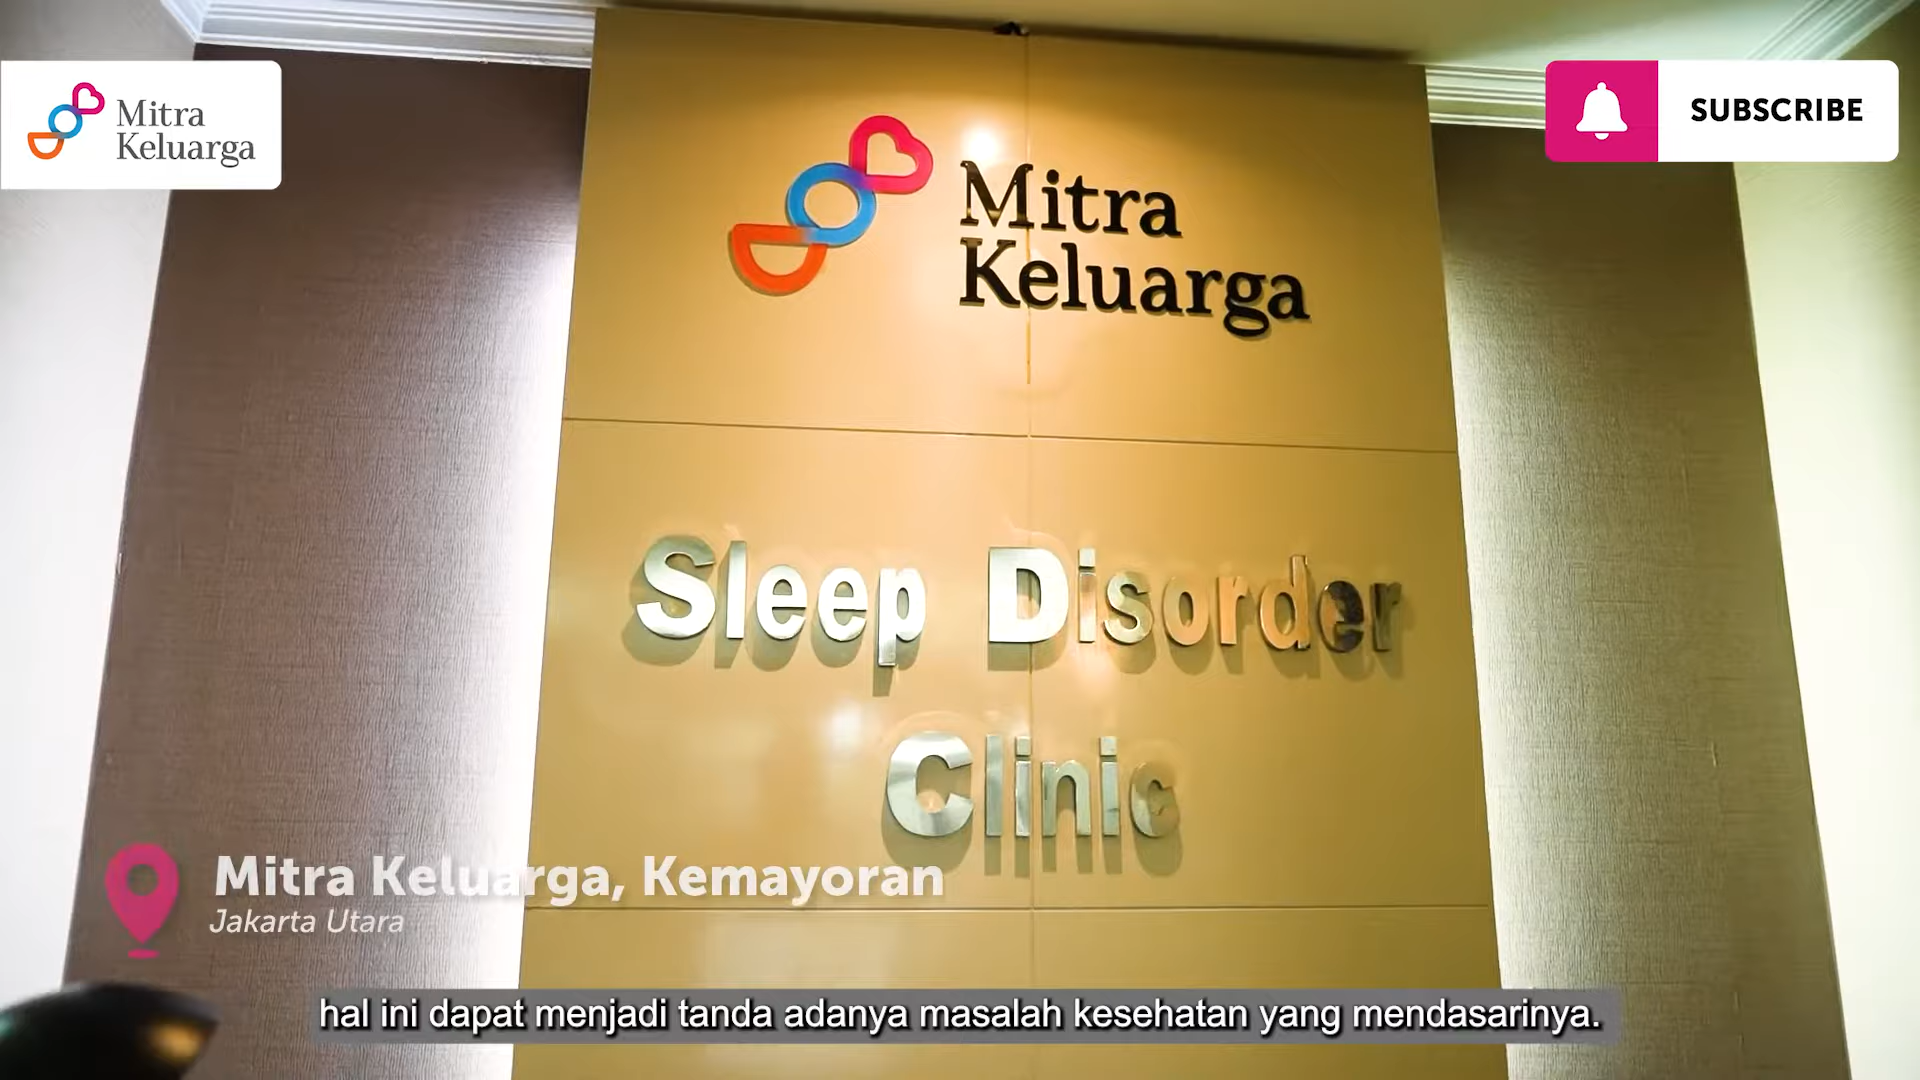 Mitra
Keluarga
SUBSCRIBE
Mitra
Keluarga
Sleep Disorder
Clinic
Mitra Keluarga, Kemayoran
Jakarta Utara
hal ini dapat menjadi tanda adanya masalah kesehatan yang mendasarinya.